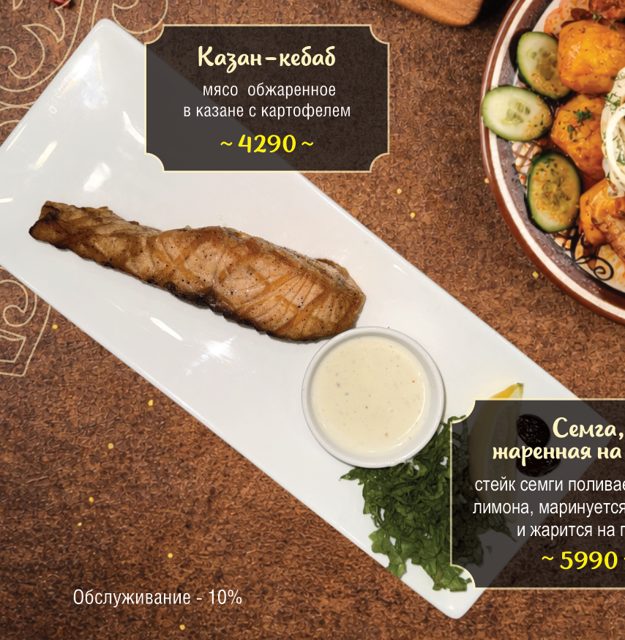 Казан-кебаб
мясо обжаренное
в казане с картофелем
~ 4290 ~
Семга,
жаренная на
стейк семги поливае
лимона, маринуется
и жарится на г
~ 5990
Обслуживание - 10%